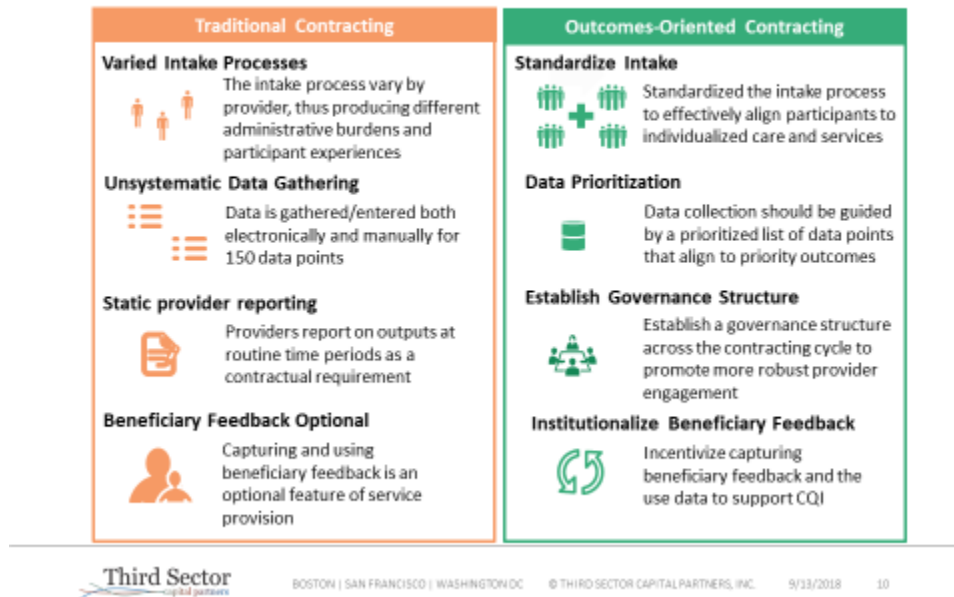 Traditional Contracting
Varied Intake Processes
The intake process vary by
provider, thus producing different
administrative burdens and
participant experiences
Unsystematic Data Gathering
Data is gathered/entered both
electronically and manually for
150 data points
Static provider reporting
Providers report on outputs at
routine time periods as a
contractual requirement
Beneficiary Feedback Optional
Capturing and using
beneficiary feedback is an
optional feature of service
provision
Outcomes-Oriented Contracting
Standardize Intake
Standardized the intake process
to effectively align participants to
individualized care and services
Data Prioritization
Data collection should be guided
by a prioritized list of data points
that align to priority outcomes
Establish Governance Structure
Establish a governance structure
across the contracting cycle to
promote more robust provider
engagement
Institutionalize Beneficiary Feedback
Incentivize capturing
beneficiary feedback and the
use data to support CQI
Third Sector
capital partners
BOSTON | SAN FRANCISCO | WASHINGTON DC © THIRD SECTOR CAPITAL PARTNERS, INC. 9/13/2018 10